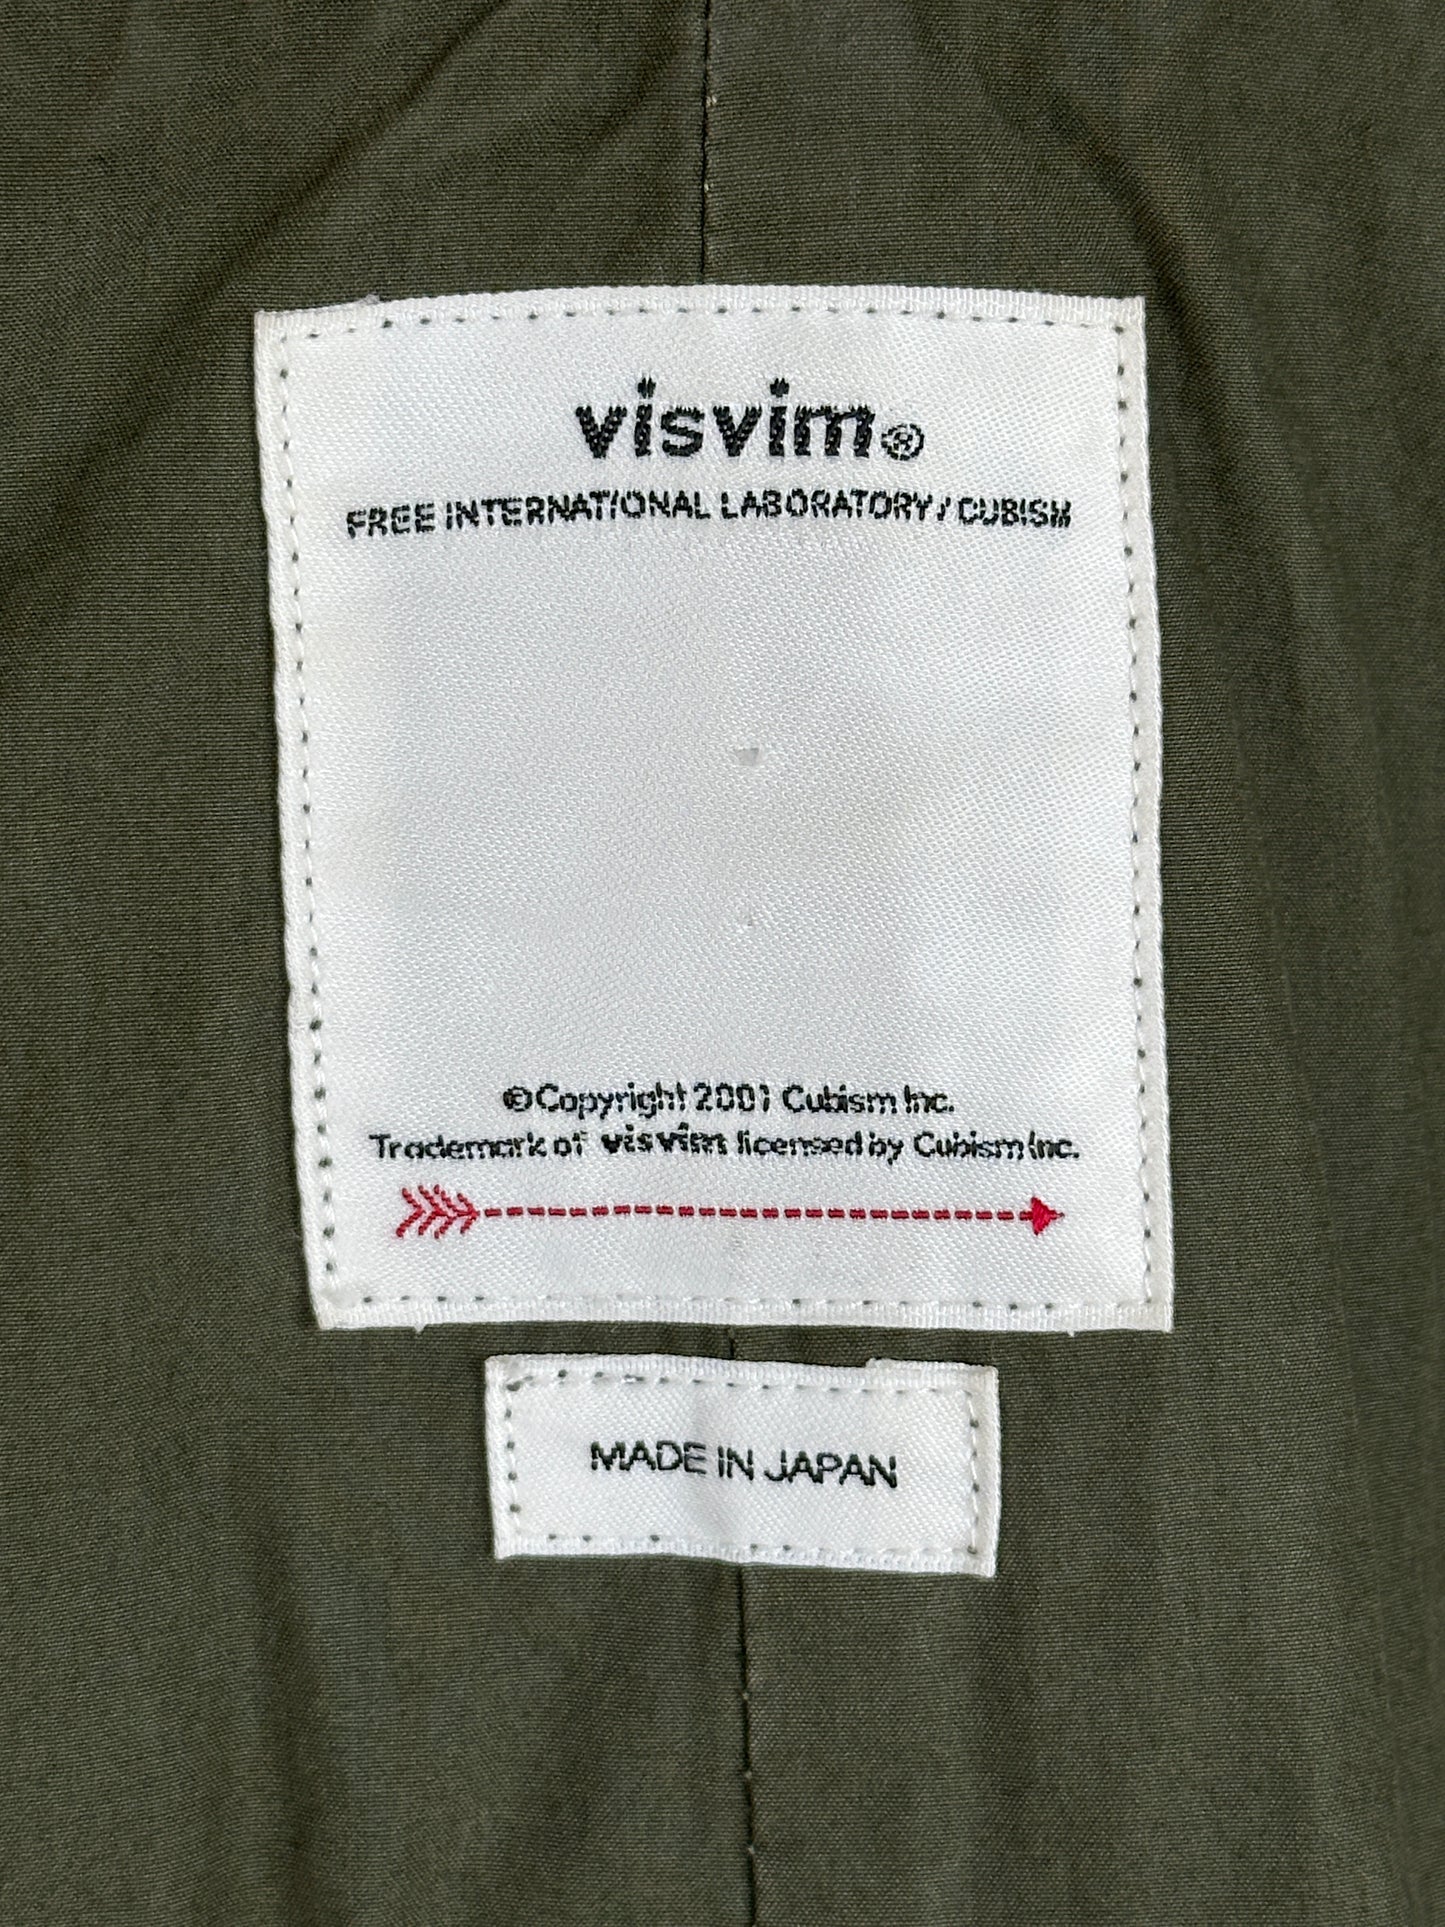 visvim®
FREE INTERNATIONAL LABORATORY / CUBISM
©Copyright 2001 Cubism Inc.
Trademark of visvim licensed by Cubism Inc.
MADE IN JAPAN